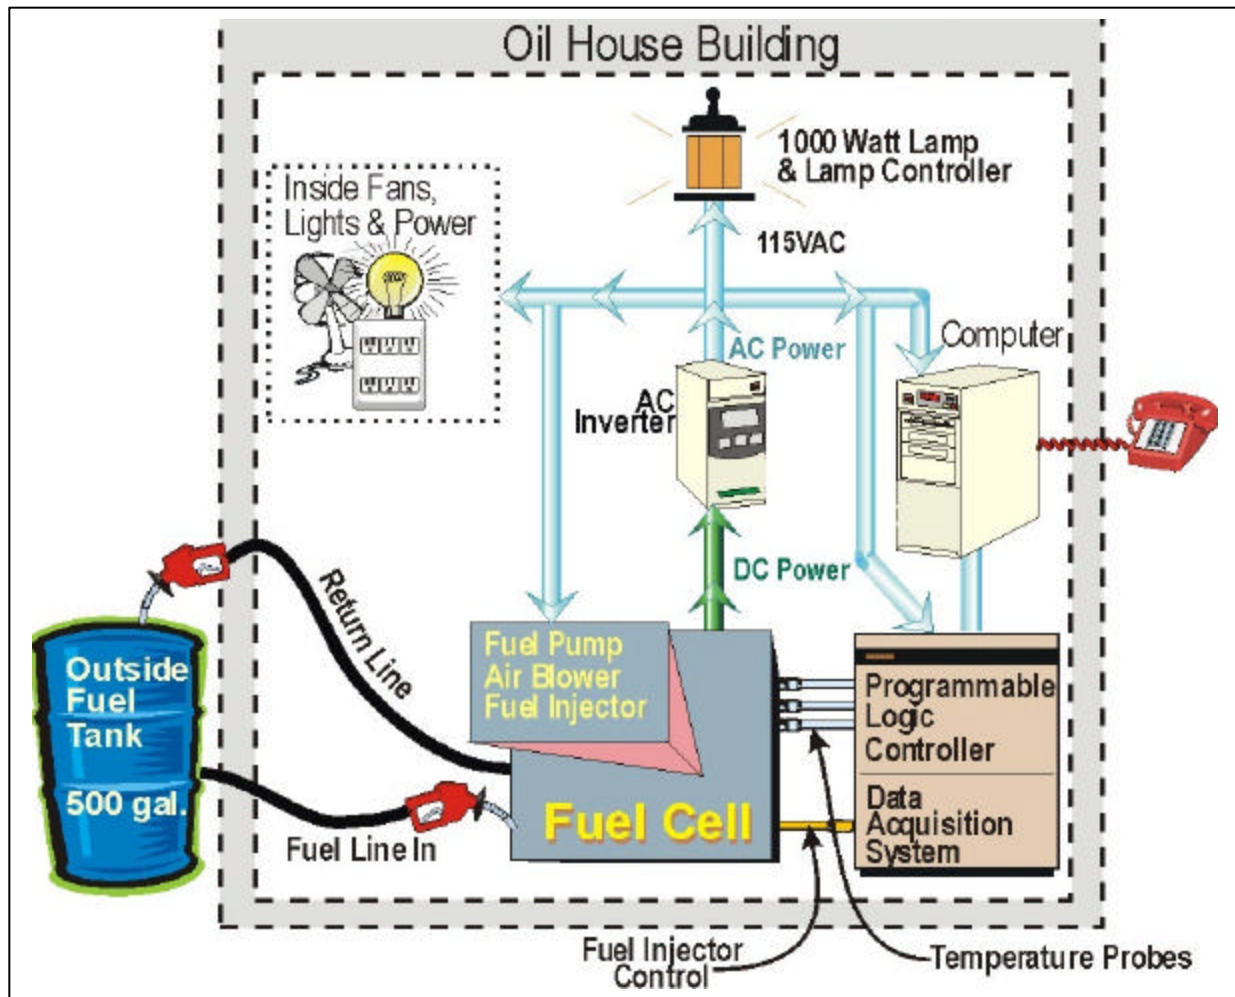 Oil House Building
1000 Watt Lamp
& Lamp Controller
Inside Fans,
Lights & Power
115VAC
Computer
AC Power
AC
Inverter
DC Power
Return Line
Outside
Fuel
Tank
500 gal.
Fuel Line In
Fuel Pump
Air Blower
Fuel Injector
Fuel Cell
Programmable
Logic
Controller
Data
Acquisition
System
Fuel Injector
Control
Temperature Probes